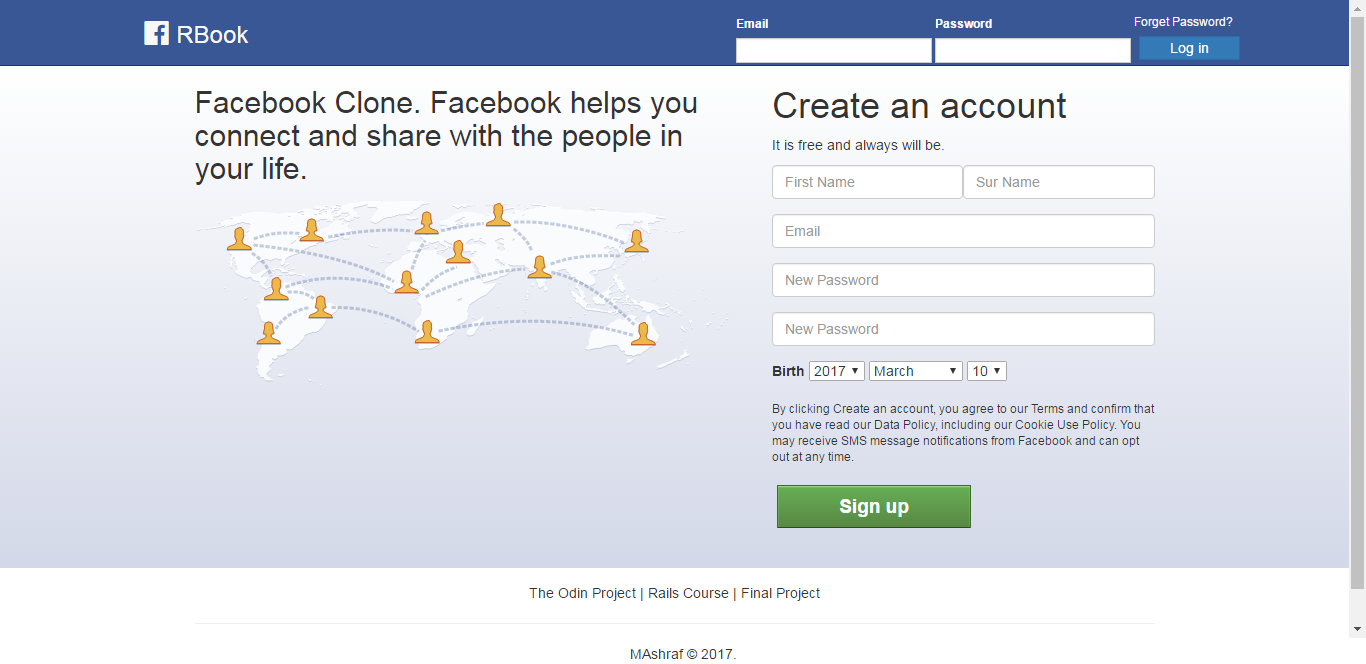 RBook
Email
Password
Forget Password?
Log in
Facebook Clone. Facebook helps you
connect and share with the people in
your life.
Create an account
It is free and always will be.
First Name
Sur Name
Email
New Password
New Password
Birth 2017 March 10
By clicking Create an account, you agree to our Terms and confirm that
you have read our Data Policy, including our Cookie Use Policy. You
may receive SMS message notifications from Facebook and can opt
out at any time.
Sign up
The Odin Project | Rails Course | Final Project
MAshraf © 2017.